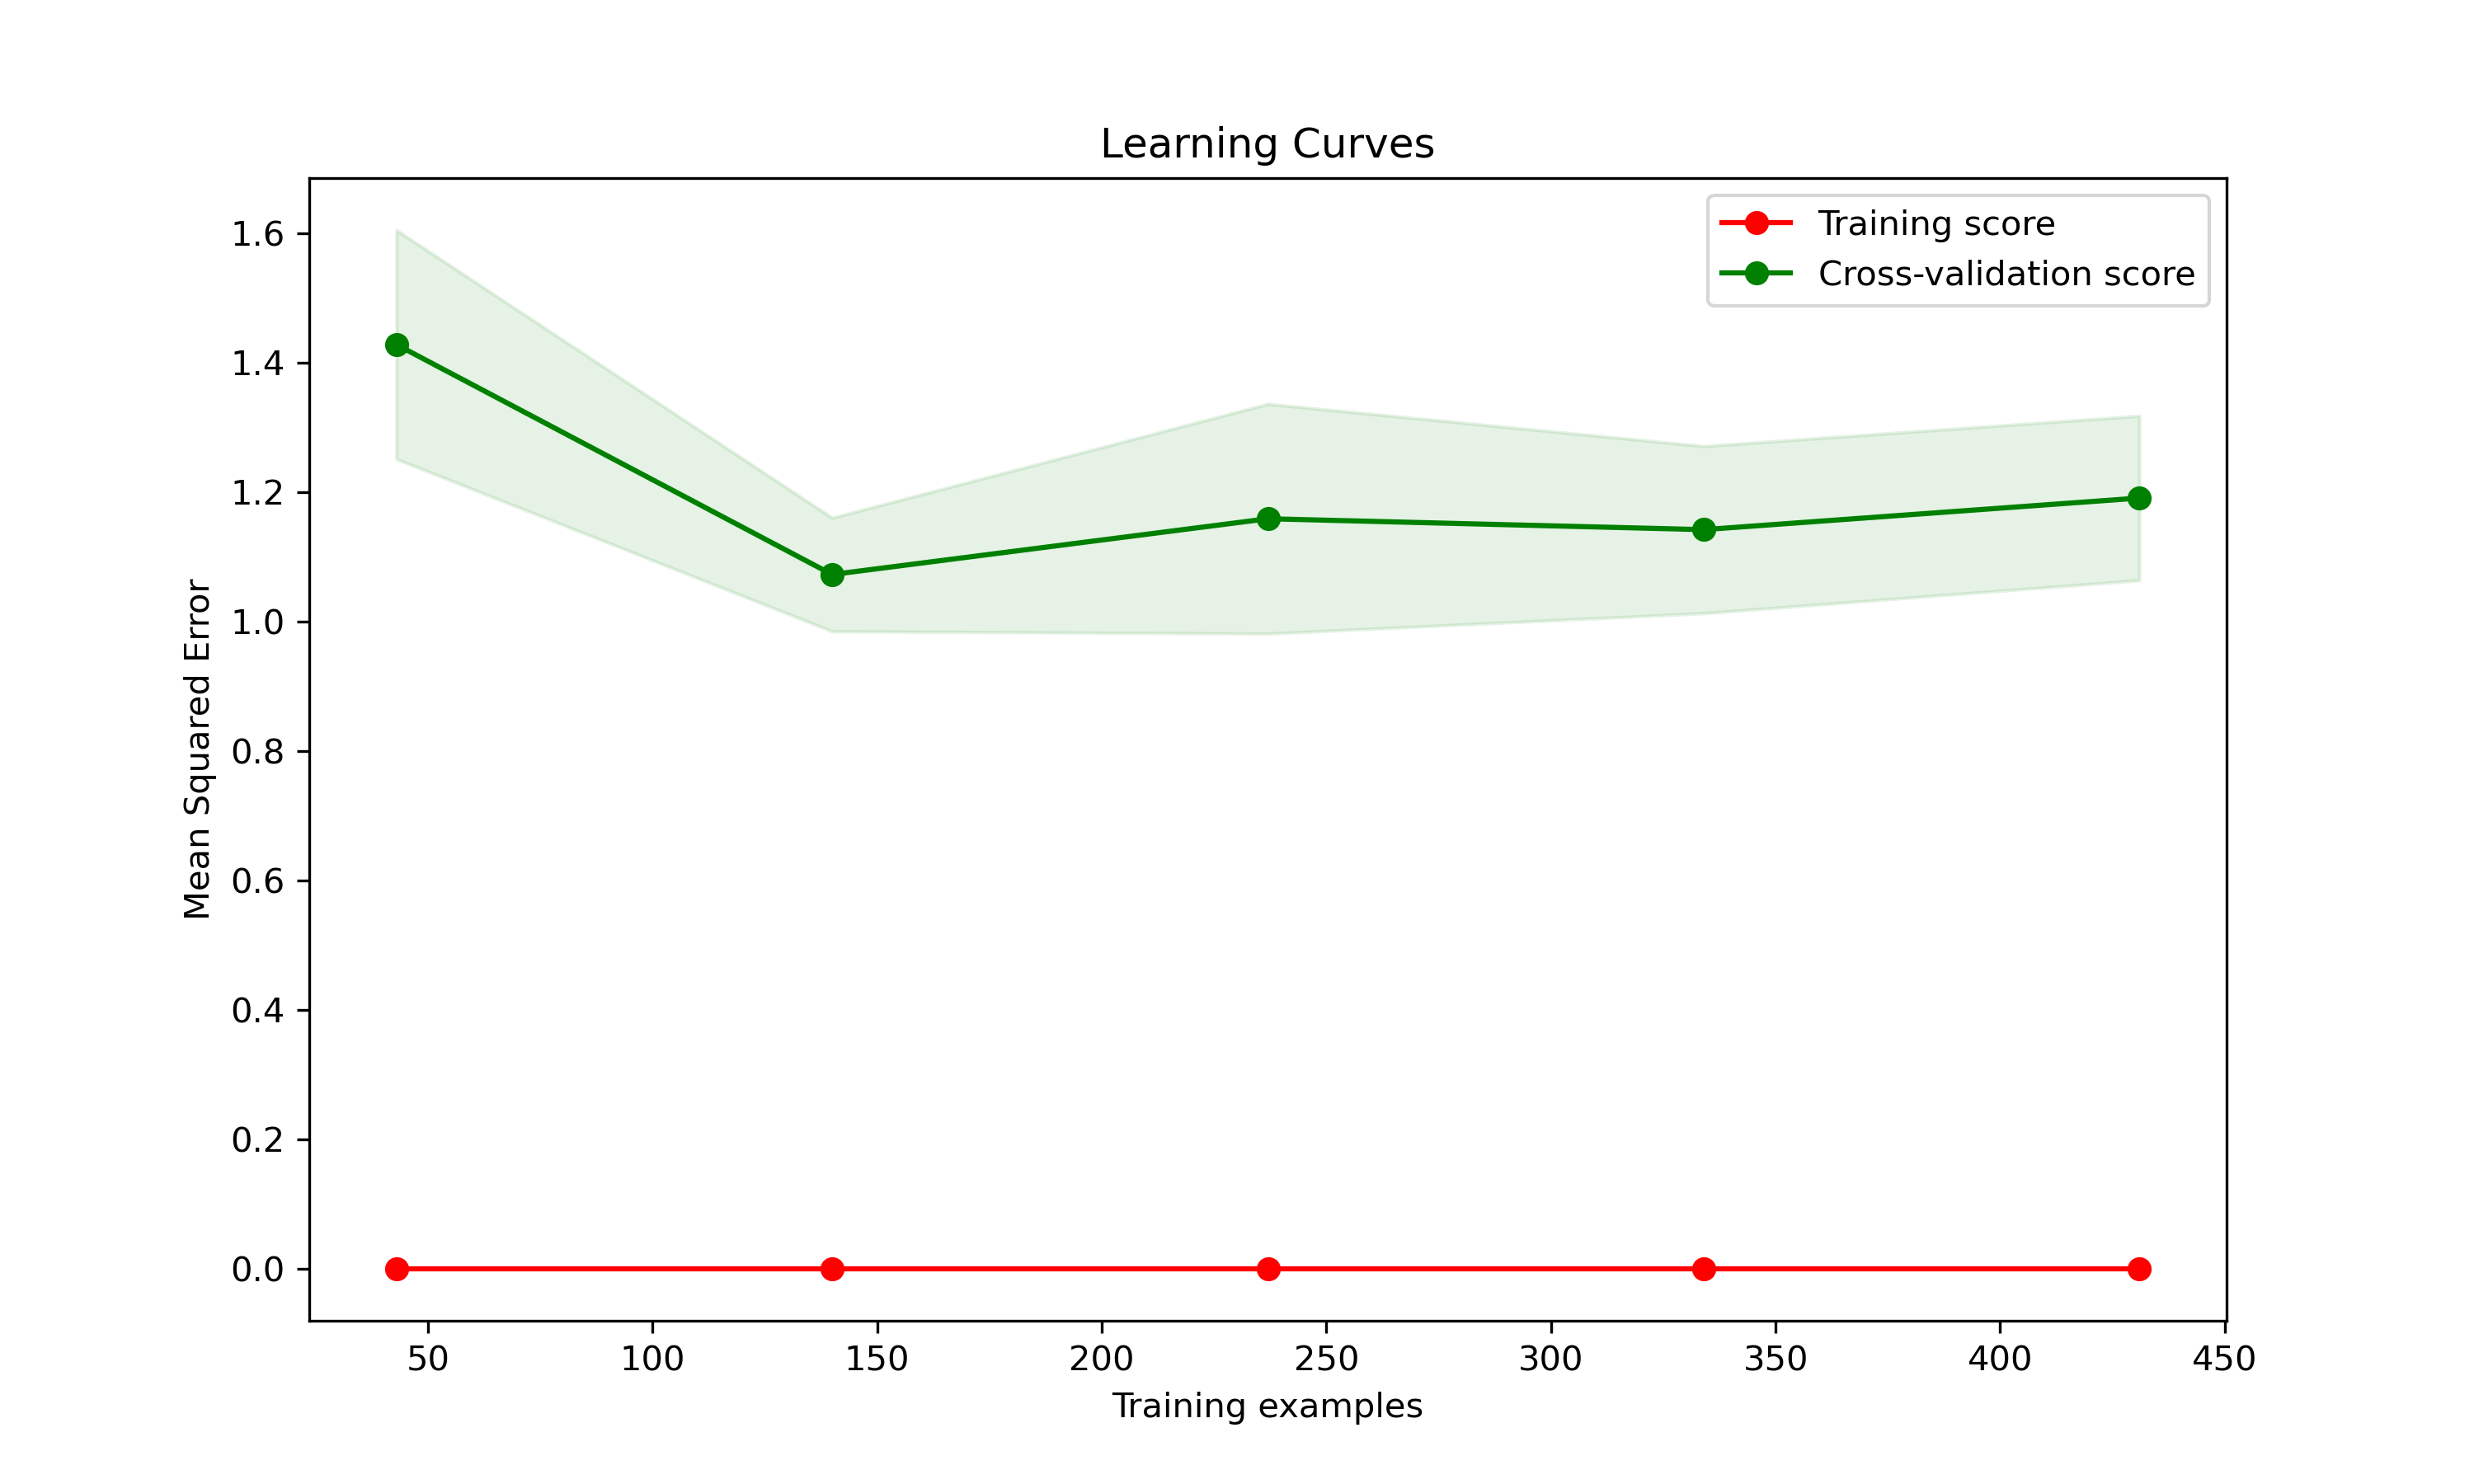 Learning Curves
Training score
Cross-validation score
Mean Squared Error
1.6
1.4
1.2
1.0
0.8
0.6
0.4
0.2
0.0
50 100 150 200 250 300 350 400 450
Training examples